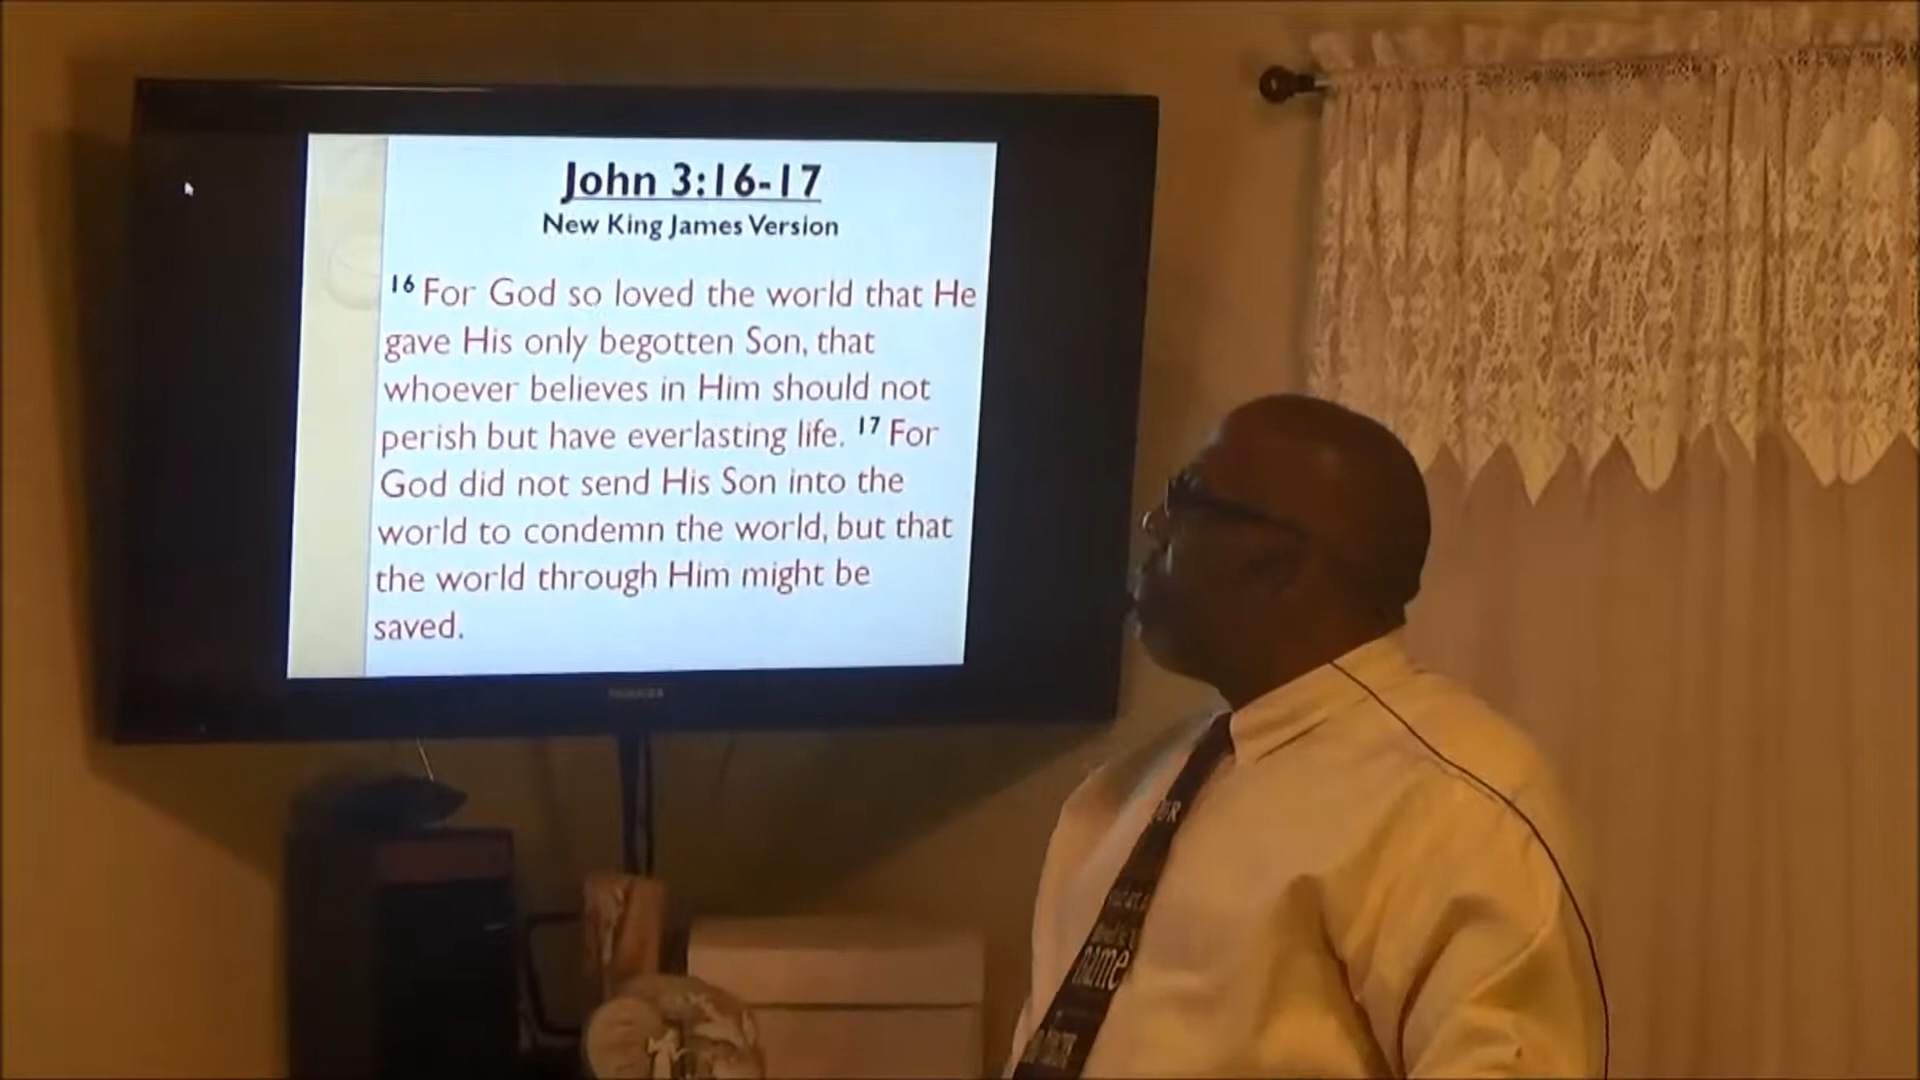 John 3:16-17
New King James Version
16 For God so loved the world that He
gave His only begotten Son, that
whoever believes in Him should not
perish but have everlasting life. 17 For
God did not send His Son into the
world to condemn the world, but that
the world through Him might be
saved.
TOSHIBA
name